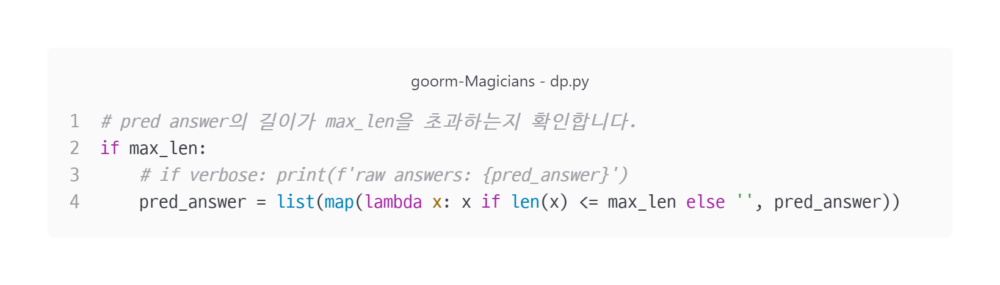 goorm-Magicians - dp.py
1 # pred answer의 길이가 max_len을 초과하는지 확인합니다.
2 if max_len:
3     # if verbose: print(f'raw answers: {pred_answer}')
4     pred_answer = list(map(lambda x: x if len(x) <= max_len else '', pred_answer))